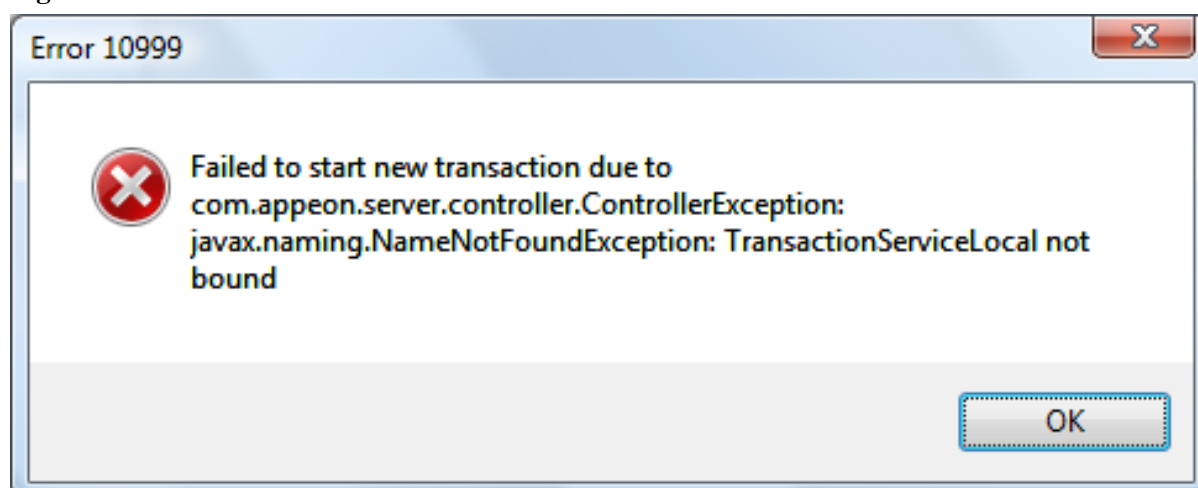 Error 10999
Failed to start new transaction due to
com.appeon.server.controller.ControllerException:
javax.naming.NameNotFoundException: TransactionServiceLocal not
bound
OK